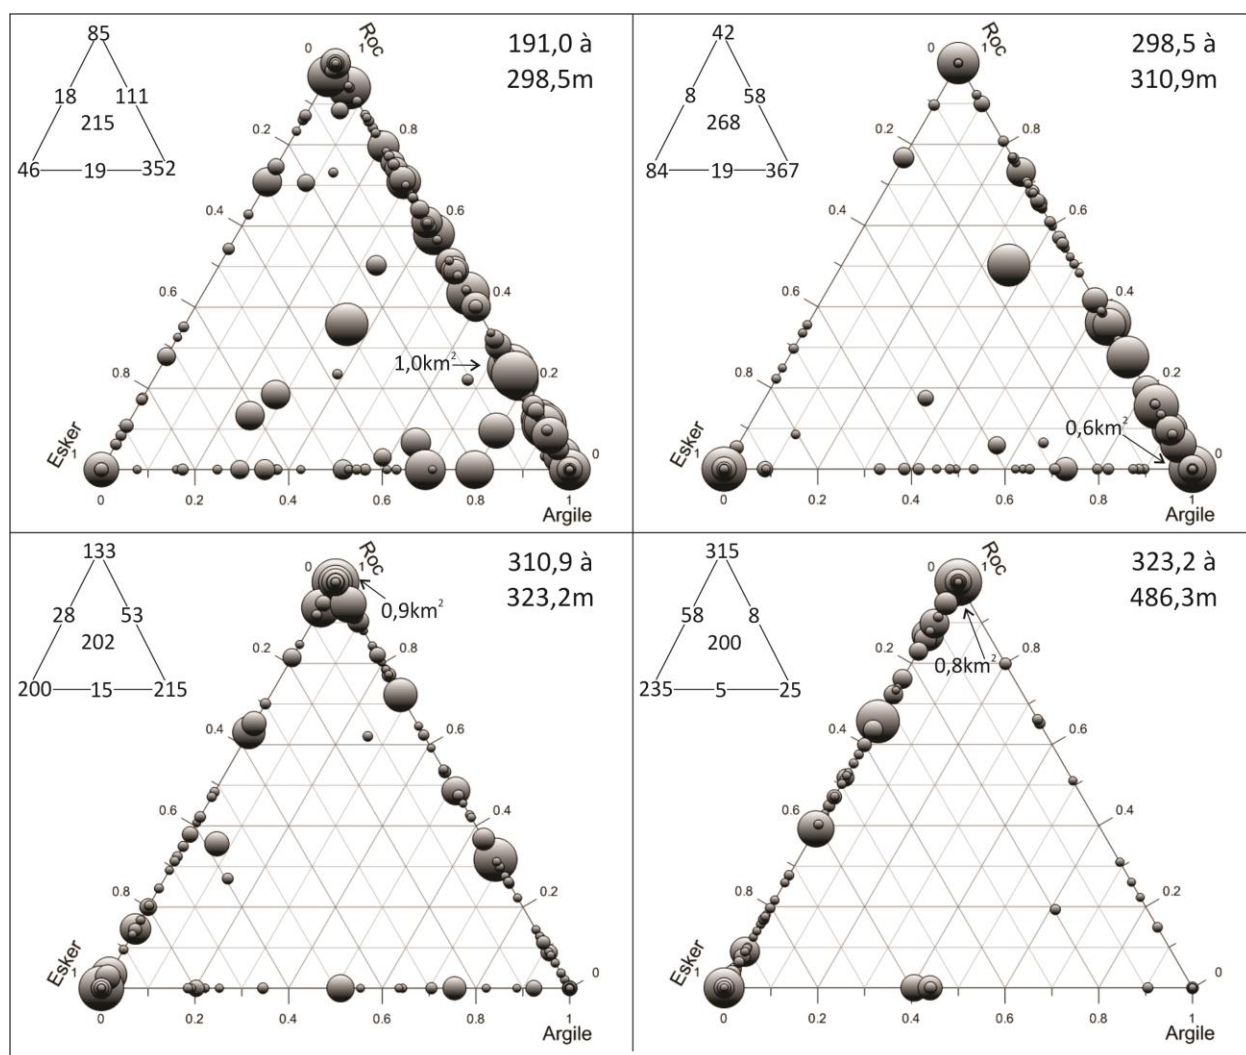 85
18 111
215
46 19 352
191,0 à
298,5m
Roc
0 1
0.2 0.8
0.4 0.6
0.6 0.4
1,0km²
0.8 0.2
Esker
1 0
0 0.2 0.4 0.6 0.8 1
Argile
42
8 58
268
84 19 367
298,5 à
310,9m
Roc
0 1
0.2 0.8
0.4 0.6
0.6 0.4
0.8 0.2
0,6km²
Esker
1 0
0 0.2 0.4 0.6 0.8 1
Argile
133
28 53
202
200 15 215
310,9 à
323,2m
Roc
0 1
0,9km²
0.2 0.8
0.4 0.6
0.6 0.4
0.8 0.2
Esker
1 0
0 0.2 0.4 0.6 0.8 1
Argile
315
58 8
200
235 5 25
323,2 à
486,3m
Roc
0 1
0,8km²
0.2 0.8
0.4 0.6
0.6 0.4
0.8 0.2
Esker
1 0
0 0.2 0.4 0.6 0.8 1
Argile